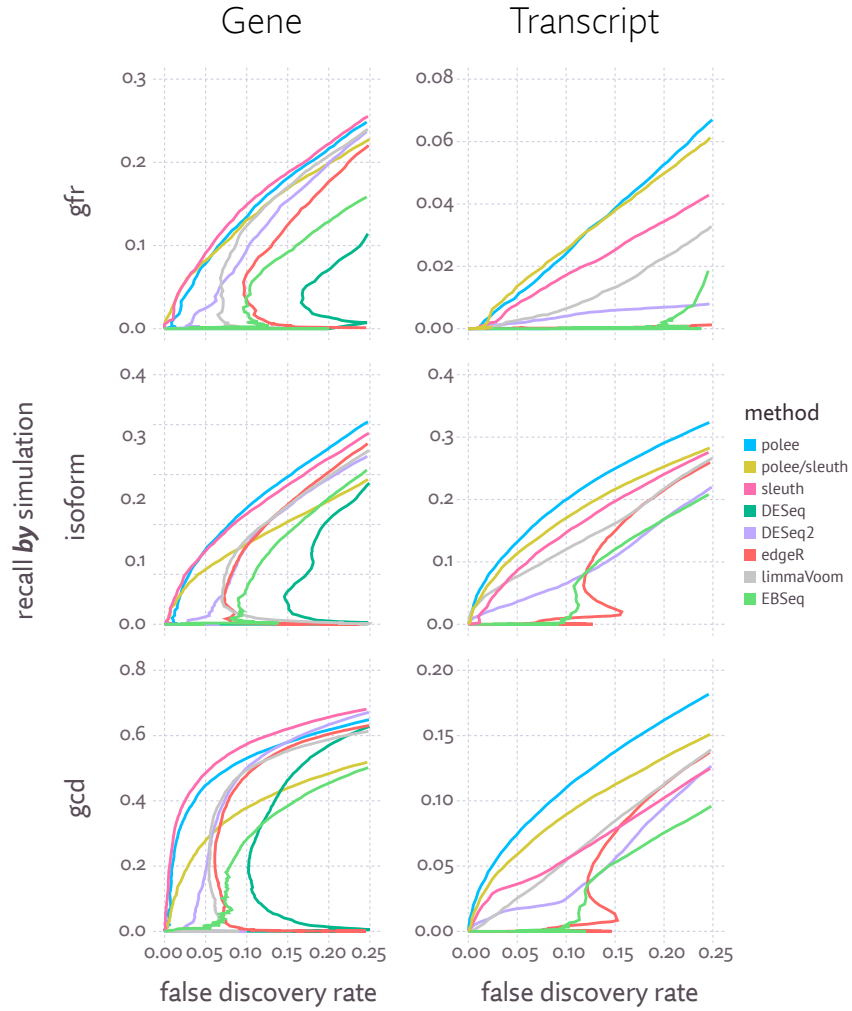 Gene Transcript
gfr
0.3
0.2
0.1
0.0
0.08
0.06
0.04
0.02
0.00
recall by simulation
isoform
0.4
0.3
0.2
0.1
0.0
0.4
0.3
0.2
0.1
0.0
method
polee
polee/sleuth
sleuth
DESeq
DESeq2
edgeR
limmaVoom
EBSeq
gcd
0.8
0.6
0.4
0.2
0.0
0.20
0.15
0.10
0.05
0.00
0.00 0.05 0.10 0.15 0.20 0.25 0.00 0.05 0.10 0.15 0.20 0.25
false discovery rate false discovery rate